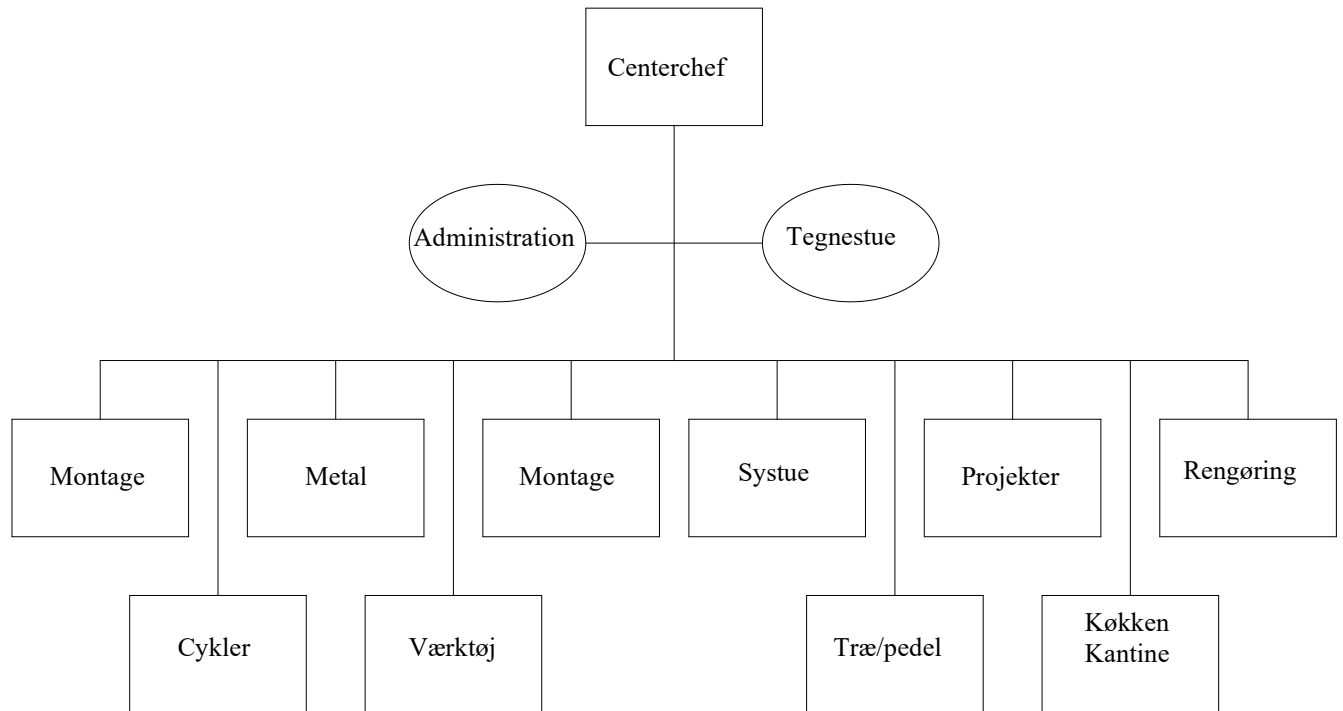 Centerchef
Administration
Tegnestue
Montage
Metal
Montage
Systue
Projekter
Rengøring
Cykler
Værktøj
Træ/pedel
Køkken
Kantine